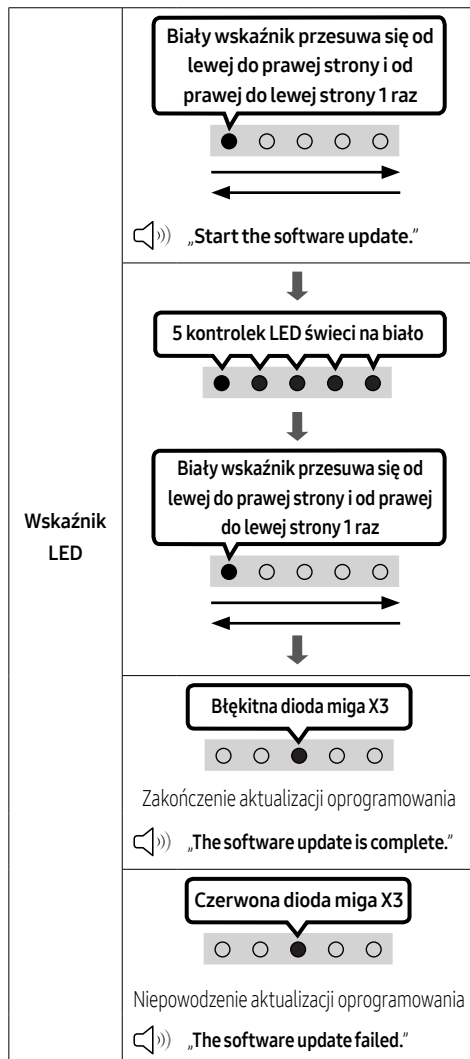 Biały wskaźnik przesuwa się od
lewej do prawej strony i od
prawej do lewej strony 1 raz
„Start the software update.”
5 kontrolek LED świeci na biało
Biały wskaźnik przesuwa się od
lewej do prawej strony i od prawej
do lewej strony 1 raz
Wskaźnik
LED
Błękitna dioda miga X3
Zakończenie aktualizacji oprogramowania
„The software update is complete.”
Czerwona dioda miga X3
Niepowodzenie aktualizacji oprogramowania
„The software update failed.”